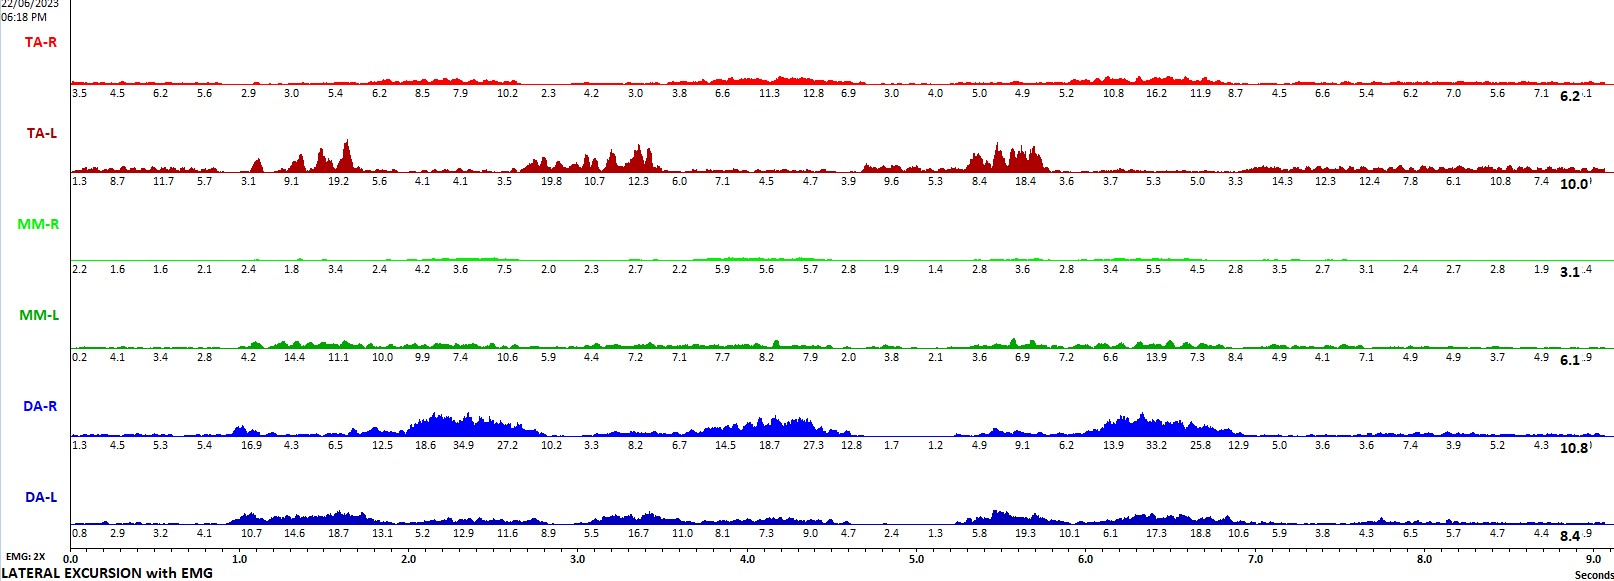 22/06/2023
06:18 PM
TA-R
3.5 4.5 6.2 5.6 2.9 3.0 5.4 6.2 8.5 7.9 10.2 2.3 4.2 3.0 3.8 6.6 11.3 12.8 6.9 3.0 4.0 5.0 4.9 5.2 10.8 16.2 11.9 8.7 4.5 6.6 5.4 6.2 7.0 5.6 7.1 6.2
TA-L
1.3 8.7 11.7 5.7 3.1 9.1 19.2 5.6 4.1 4.1 3.5 19.8 10.7 12.3 6.0 7.1 4.5 4.7 3.9 9.6 5.3 8.4 18.4 3.6 3.7 5.3 5.0 3.3 14.3 12.3 12.4 7.8 6.1 10.8 7.4 10.0
MM-R
2.2 1.6 1.6 2.1 2.4 1.8 3.4 2.4 4.2 3.6 7.5 2.0 2.3 2.7 2.2 5.9 5.6 5.7 2.8 1.9 1.4 2.8 3.6 2.8 3.4 5.5 4.5 2.8 3.5 2.7 3.1 2.4 2.7 2.8 1.9 3.1
MM-L
0.2 4.1 3.4 2.8 4.2 14.4 11.1 10.0 9.9 7.4 10.6 5.9 4.4 7.2 7.1 7.7 8.2 7.9 2.0 3.8 2.1 3.6 6.9 7.2 6.6 13.9 7.3 8.4 4.9 4.1 7.1 4.9 4.9 3.7 4.9 6.1
DA-R
1.3 4.5 5.3 5.4 16.9 4.3 6.5 12.5 18.6 34.9 27.2 10.2 3.3 8.2 6.7 14.5 18.7 27.3 12.8 1.7 1.2 4.9 9.1 6.2 13.9 33.2 25.8 12.9 5.0 3.6 3.6 7.4 3.9 5.2 4.3 10.8
DA-L
0.8 2.9 3.2 4.1 10.7 14.6 18.7 13.1 5.2 12.9 11.6 8.9 5.5 16.7 11.0 8.1 7.3 9.0 4.7 2.4 1.3 5.8 19.3 10.1 6.1 17.3 18.8 10.6 5.9 3.8 4.3 6.5 5.7 4.7 4.4 8.4
EMG: 2X 0.0 1.0 2.0 3.0 4.0 5.0 6.0 7.0 8.0 9.0
LATERAL EXCURSION with EMG Seconds